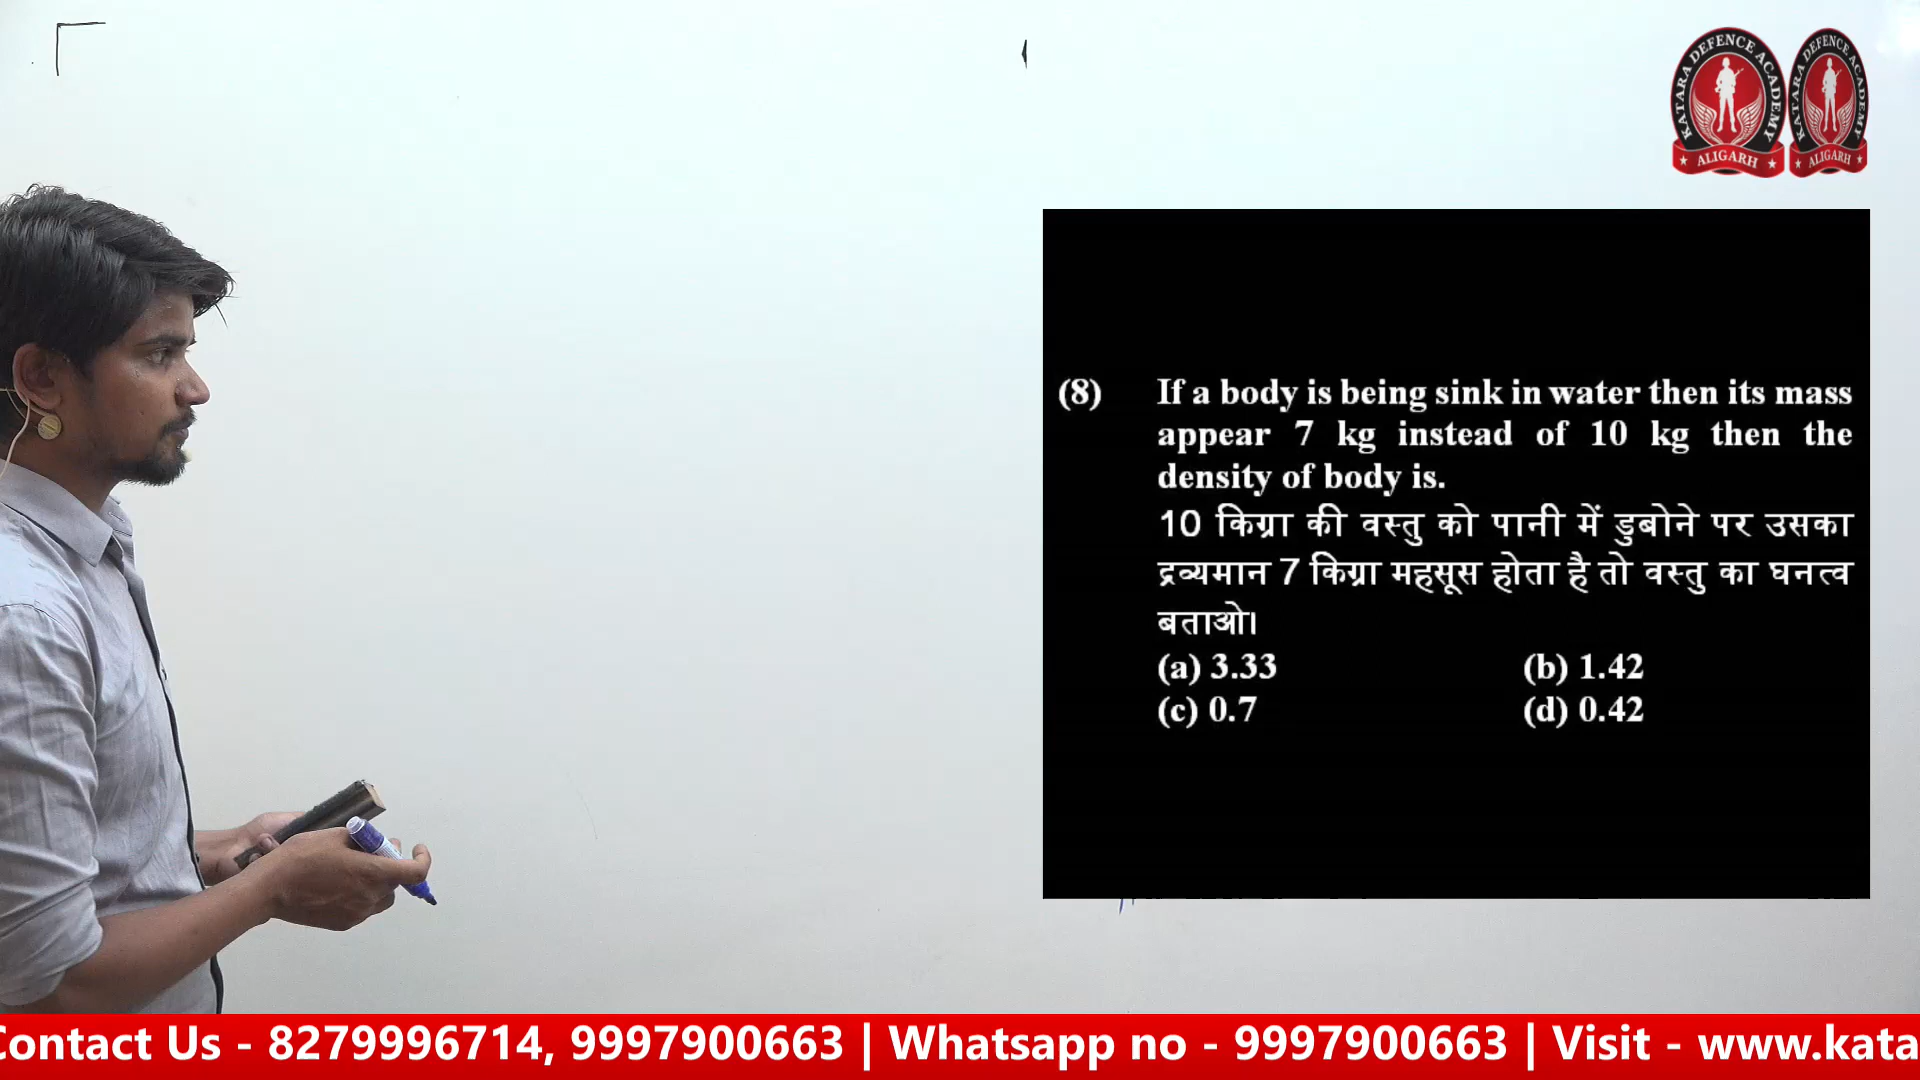 KATARA DEFENCE ACADEMY
ALIGARH
KATARA DEFENCE ACADEMY
ALIGARH
(8) If a body is being sink in water then its mass
appear 7 kg instead of 10 kg then the
density of body is.
10 किग्रा की वस्तु को पानी में डुबोने पर उसका
द्रव्यमान 7 किग्रा महसूस होता है तो वस्तु का घनत्व
बताओ।
(a) 3.33 (b) 1.42
(c) 0.7 (d) 0.42
Contact Us - 8279996714, 9997900663 | Whatsapp no - 9997900663 | Visit - www.kata